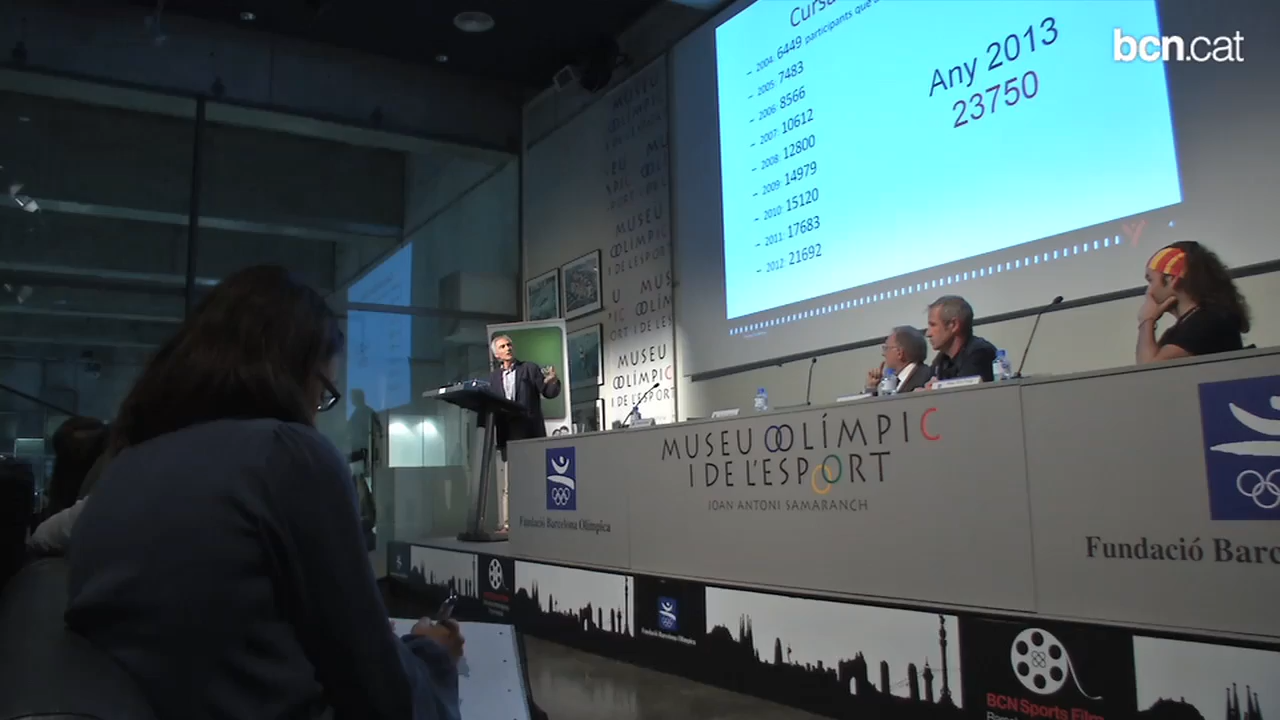 bcn.cat
Cursa
– 2004: 6449 participants que
– 2005: 7483
– 2006: 8566
– 2007: 10612
– 2008: 12800
– 2009: 14979
– 2010: 15120
– 2011: 17683
– 2012: 21692
Any 2013
23750
MUSEU
OLÍMPIC
I DE L'ESPORT
MUSEU
OLÍMPIC
I DE L'ESPORT
MUSEU OLÍMPIC
I DE L'ESPORT
JOAN ANTONI SAMARANCH
Fundació Barcelona Olímpica
Fundació Barc
BCN Sports Film